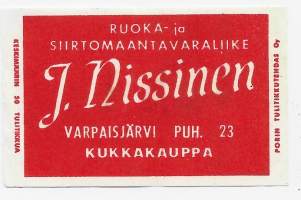 RUOKA- ja
SIIRTOMAANTAVARALIIKE
J. Nissinen
VARPAISJÄRVI PUH. 23
KUKKAKAUPPA
KESKIMÄÄRIN 50 TULITIKKUA
PORIN TULITIKKUTEHDAS Oy